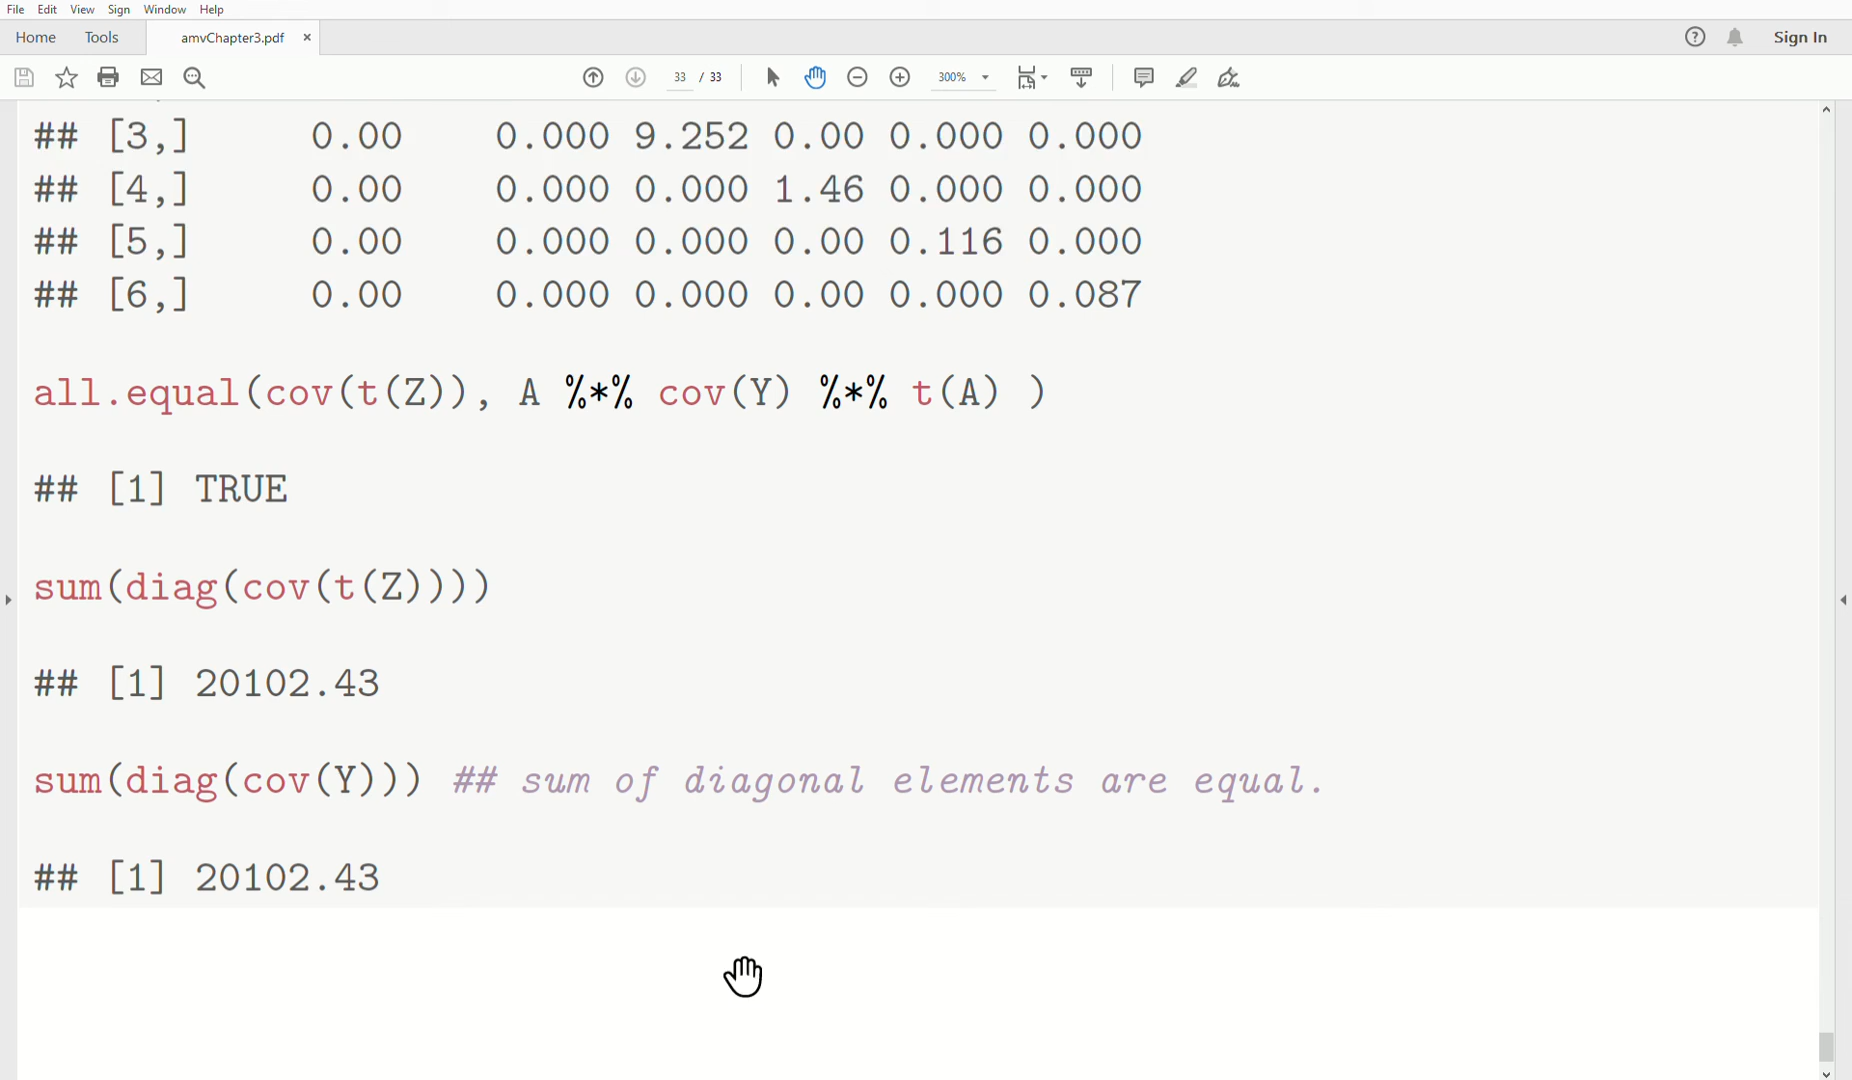 File Edit View Sign Window Help
Home Tools amvChapter3.pdf × Sign In
33 / 33 300%
## [3,] 0.00 0.000 9.252 0.00 0.000 0.000
## [4,] 0.00 0.000 0.000 1.46 0.000 0.000
## [5,] 0.00 0.000 0.000 0.00 0.116 0.000
## [6,] 0.00 0.000 0.000 0.00 0.000 0.087
all.equal(cov(t(Z)), A %*% cov(Y) %*% t(A) )
## [1] TRUE
sum(diag(cov(t(Z))))
## [1] 20102.43
sum(diag(cov(Y))) ## sum of diagonal elements are equal.
## [1] 20102.43